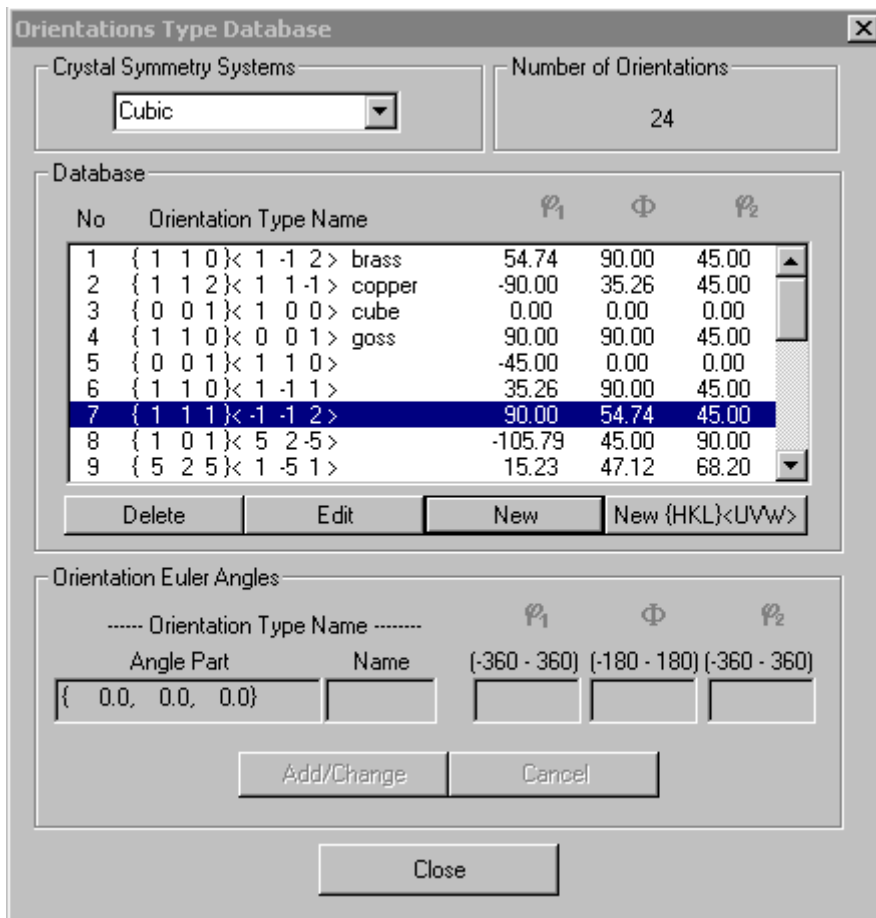 Orientations Type Database
Crystal Symmetry Systems
Cubic
Number of Orientations
24
Database
No Orientation Type Name φ1 Φ φ2
1 { 1 1 0}< 1 -1 2> brass 54.74 90.00 45.00
2 { 1 1 2}< 1 1 -1> copper -90.00 35.26 45.00
3 { 0 0 1}< 1 0 0> cube 0.00 0.00 0.00
4 { 1 1 0}< 0 0 1> goss 90.00 90.00 45.00
5 { 0 0 1}< 1 1 0> -45.00 0.00 0.00
6 { 1 1 0}< 1 -1 1> 35.26 90.00 45.00
7 { 1 1 1}< -1 -1 2> 90.00 54.74 45.00
8 { 1 0 1}< 5 2 -5> -105.79 45.00 90.00
9 { 5 2 5}< 1 -5 1> 15.23 47.12 68.20
Delete Edit New New {HKL}<UVW>
Orientation Euler Angles
------ Orientation Type Name -------- φ1 Φ φ2
Angle Part Name (-360 - 360) (-180 - 180) (-360 - 360)
{ 0.0, 0.0, 0.0}
Add/Change Cancel
Close